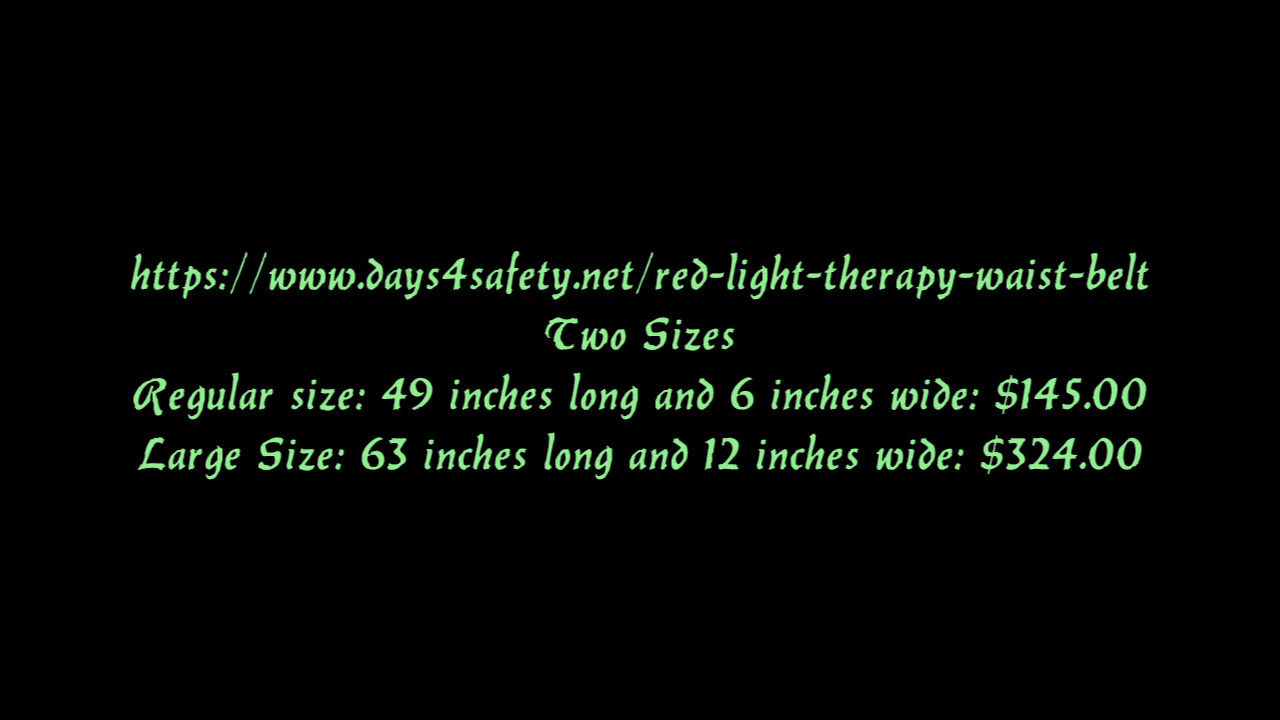 https://www.days4safety.net/red-light-therapy-waist-belt
Two Sizes
Regular size: 49 inches long and 6 inches wide: $145.00
Large Size: 63 inches long and 12 inches wide: $324.00